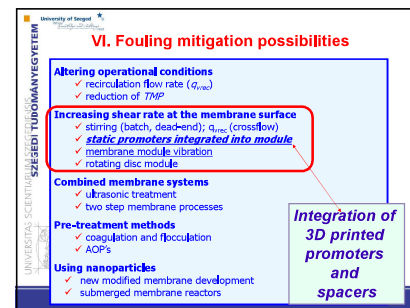 University of Szeged
VI. Fouling mitigation possibilities
Altering operational conditions
✓ recirculation flow rate (qvrec)
✓ reduction of TMP
Increasing shear rate at the membrane surface
✓ stirring (batch, dead-end); qvrec (crossflow)
✓ static promoters integrated into module
✓ membrane module vibration
✓ rotating disc module
Combined membrane systems
✓ ultrasonic treatment
✓ two step membrane processes
Pre-treatment methods
✓ coagulation and flocculation
✓ AOP's
Using nanoparticles
✓ new modified membrane development
✓ submerged membrane reactors
Integration of
3D printed
promoters
and
spacers
SZEGEDI TUDOMÁNYEGYETEM
UNIVERSITAS SCIENTIARUM SZEGEDIENSIS